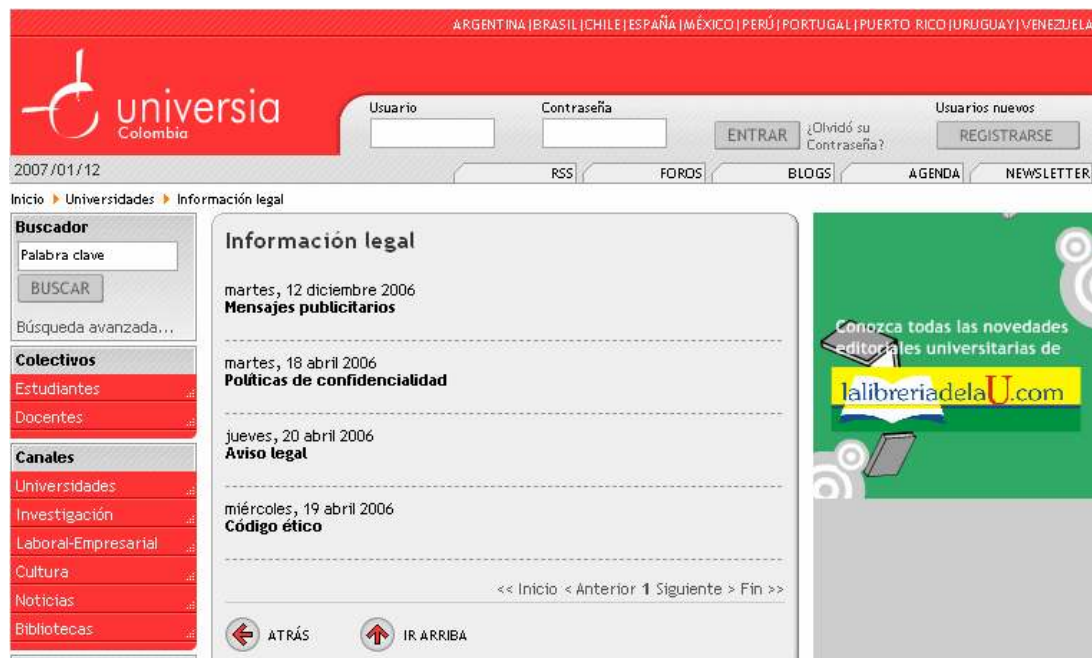 ARGENTINA|BRASIL|CHILE|ESPAÑA|MÉXICO|PERÚ|PORTUGAL|PUERTO RICO|URUGUAY|VENEZUELA
universia
Colombia
Usuario
Contraseña
Usuarios nuevos
ENTRAR
¿Olvidó su
Contraseña?
REGISTRARSE
2007/01/12
RSS
FOROS
BLOGS
AGENDA
NEWSLETTER
Inicio Universidades Información legal
Buscador
Palabra clave
BUSCAR
Búsqueda avanzada...
Colectivos
Estudiantes
Docentes
Canales
Universidades
Investigación
Laboral-Empresarial
Cultura
Noticias
Bibliotecas
Información legal
martes, 12 diciembre 2006
Mensajes publicitarios
martes, 18 abril 2006
Políticas de confidencialidad
jueves, 20 abril 2006
Aviso legal
miércoles, 19 abril 2006
Código ético
<< Inicio < Anterior 1 Siguiente > Fin >>
ATRÁS
IR ARRIBA
Conozca todas las novedades
editoriales universitarias de
lalibreriadelaU.com